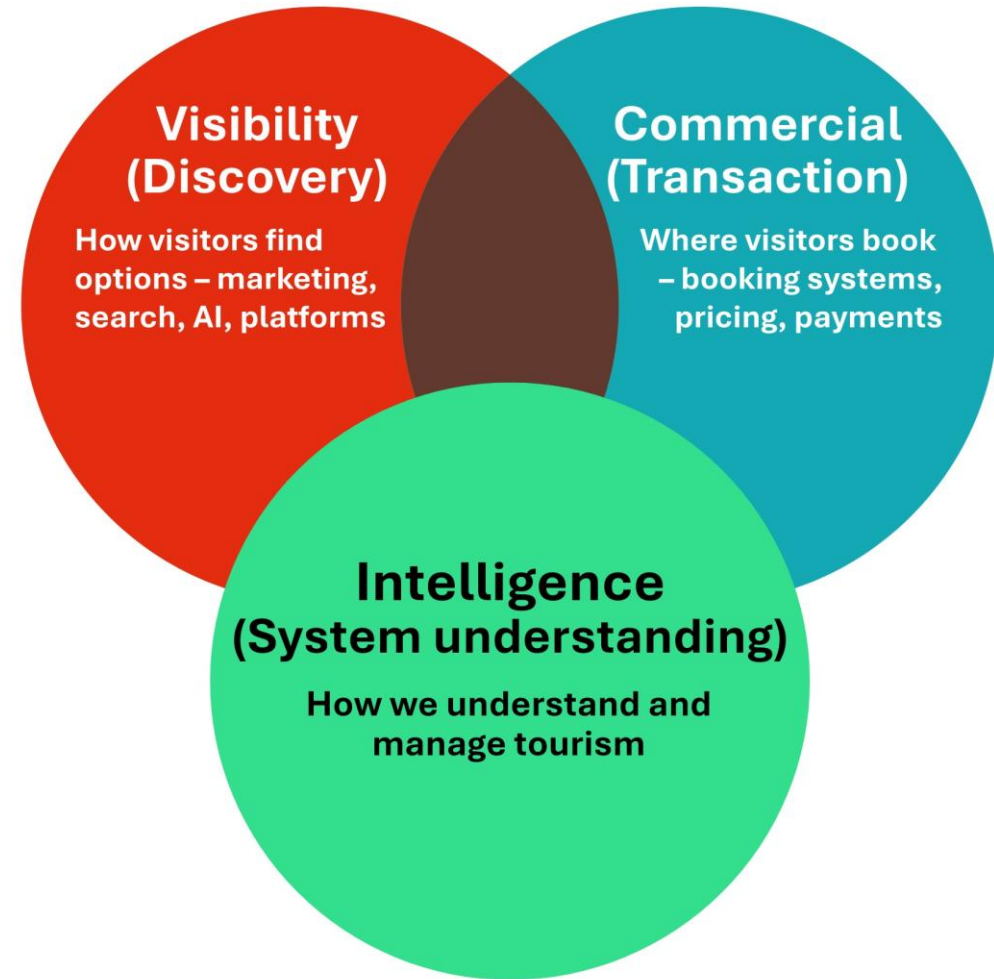 Visibility
(Discovery)
How visitors find
options – marketing,
search, AI, platforms
Commercial
(Transaction)
Where visitors book
– booking systems,
pricing, payments
Intelligence
(System understanding)
How we understand and
manage tourism